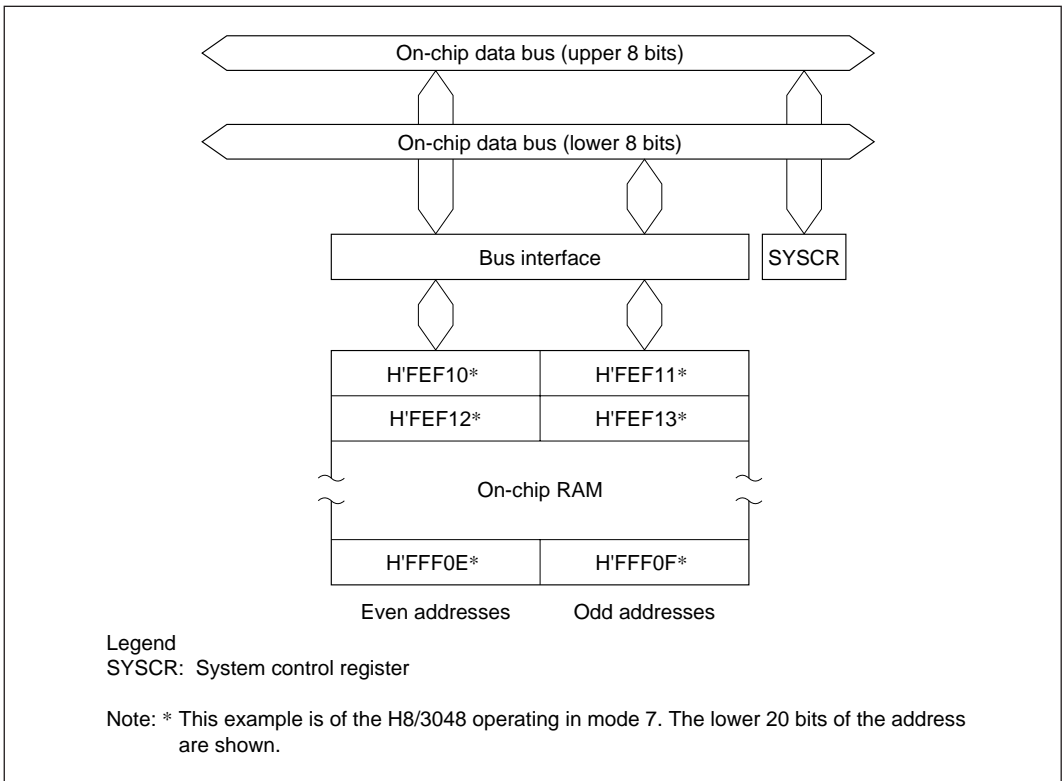 On-chip data bus (upper 8 bits)
On-chip data bus (lower 8 bits)
Bus interface
SYSCR
H'FEF10*
H'FEF11*
H'FEF12*
H'FEF13*
On-chip RAM
H'FFF0E*
H'FFF0F*
Even addresses
Odd addresses
Legend
SYSCR: System control register
Note: * This example is of the H8/3048 operating in mode 7. The lower 20 bits of the address
are shown.